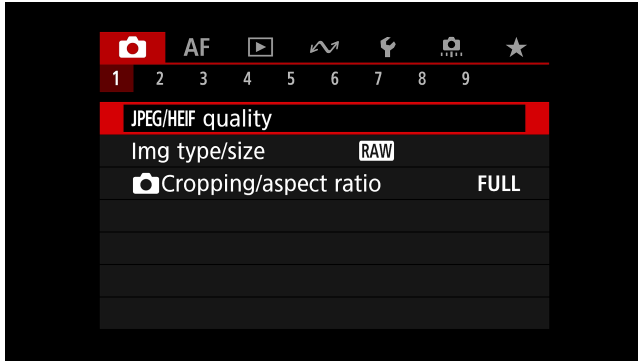 AF
1 2 3 4 5 6 7 8 9
JPEG/HEIF quality
Img type/size RAW
Cropping/aspect ratio FULL